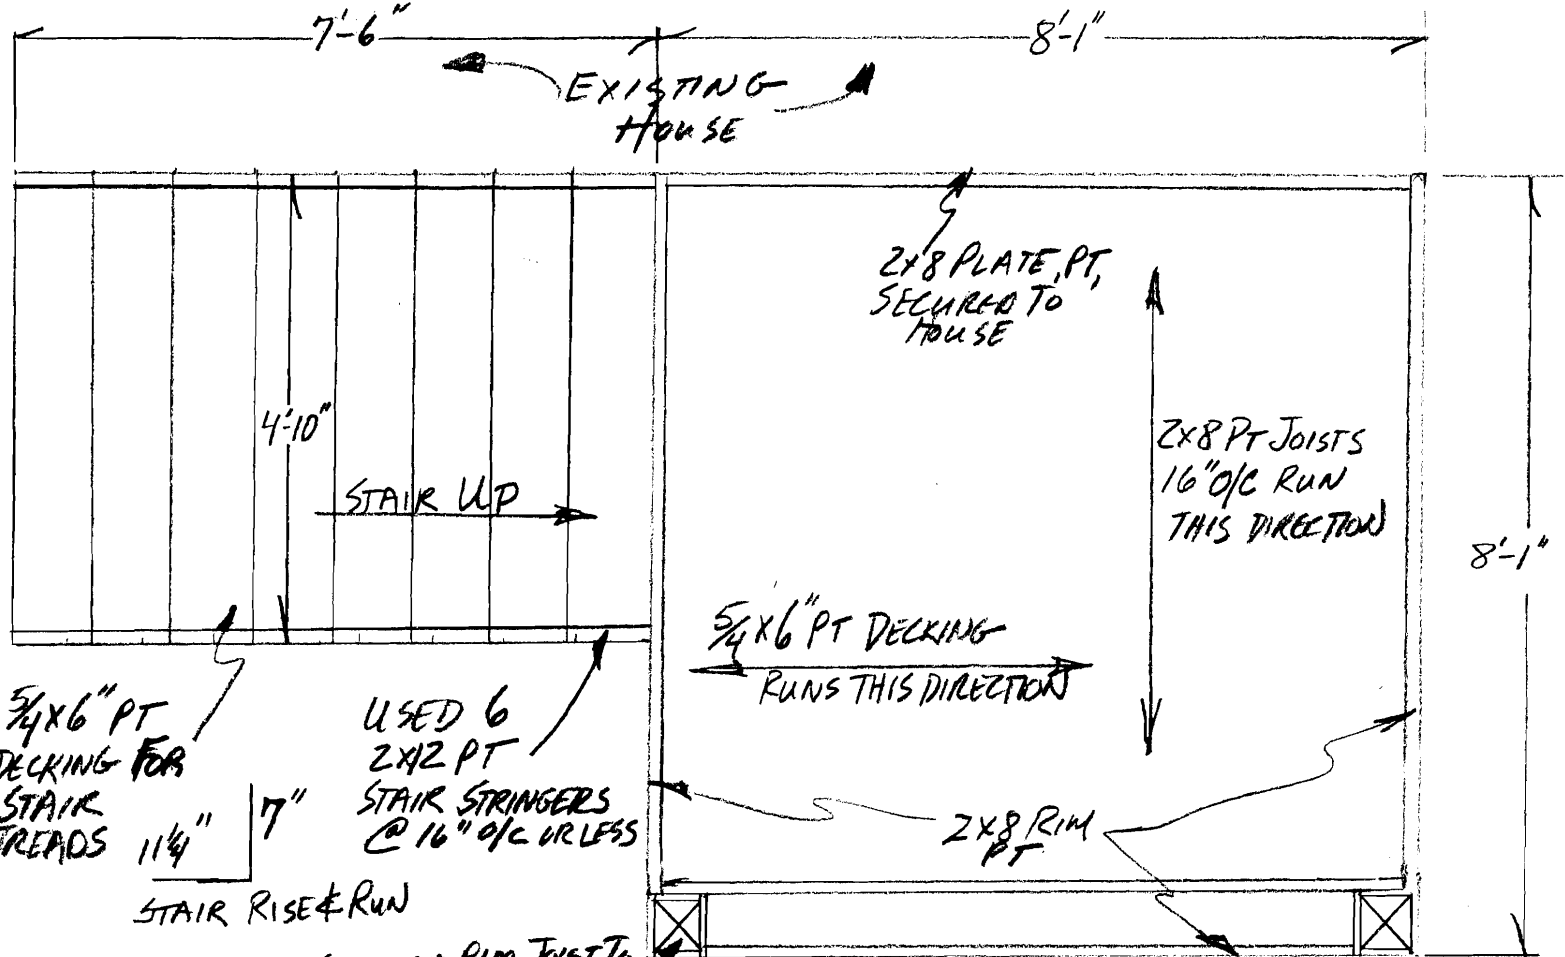 7'-6"
8'-1"
EXISTING
HOUSE
2x8 PLATE, PT,
SECURED TO
HOUSE
4'-10"
STAIR UP
2x8 PT JOISTS
16" O/C RUN
THIS DIRECTION
8'-1"
5/4 x 6" PT DECKING
RUNS THIS DIRECTION
5/4 x 6" PT
DECKING FOR
STAIR
TREADS
USED 6
2x12 PT
STAIR STRINGERS
@ 16" O/C OR LESS
11 1/4"
7"
STAIR RISE & RUN
2x8 RIM
PT
RIM JOIST TO